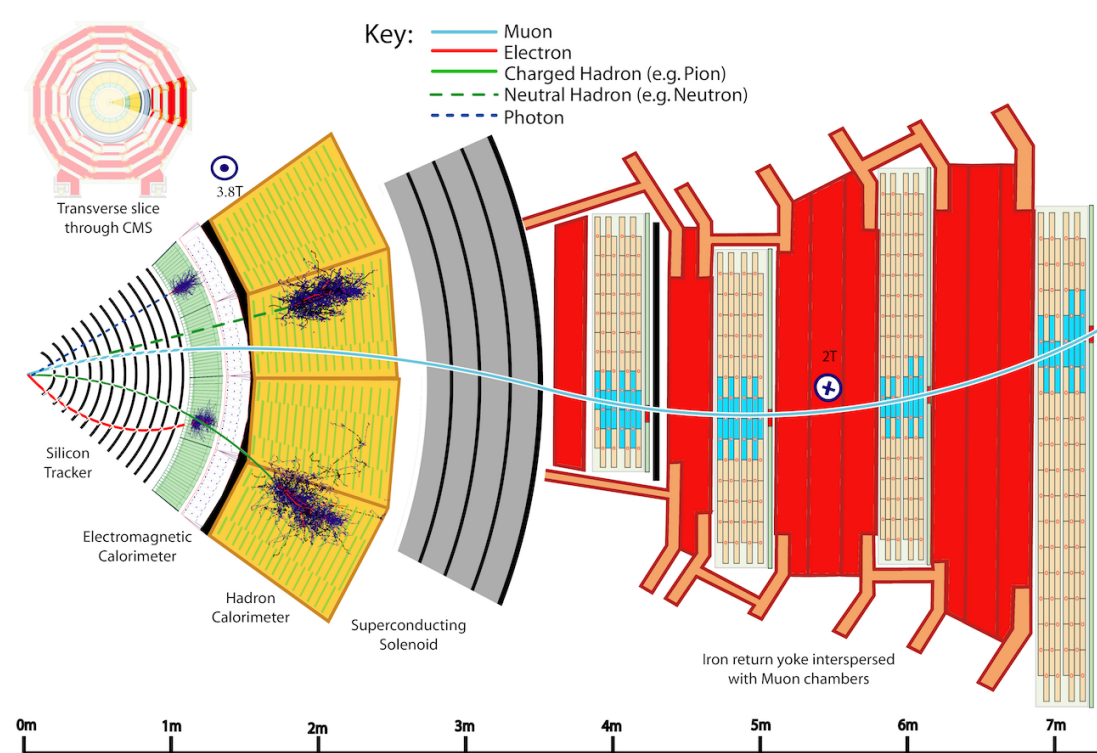 Key:
Muon
Electron
Charged Hadron (e.g. Pion)
Neutral Hadron (e.g. Neutron)
Photon
Transverse slice
through CMS
3.8T
2T
Silicon
Tracker
Electromagnetic
Calorimeter
Hadron
Calorimeter
Superconducting
Solenoid
Iron return yoke interspersed
with Muon chambers
0m 1m 2m 3m 4m 5m 6m 7m